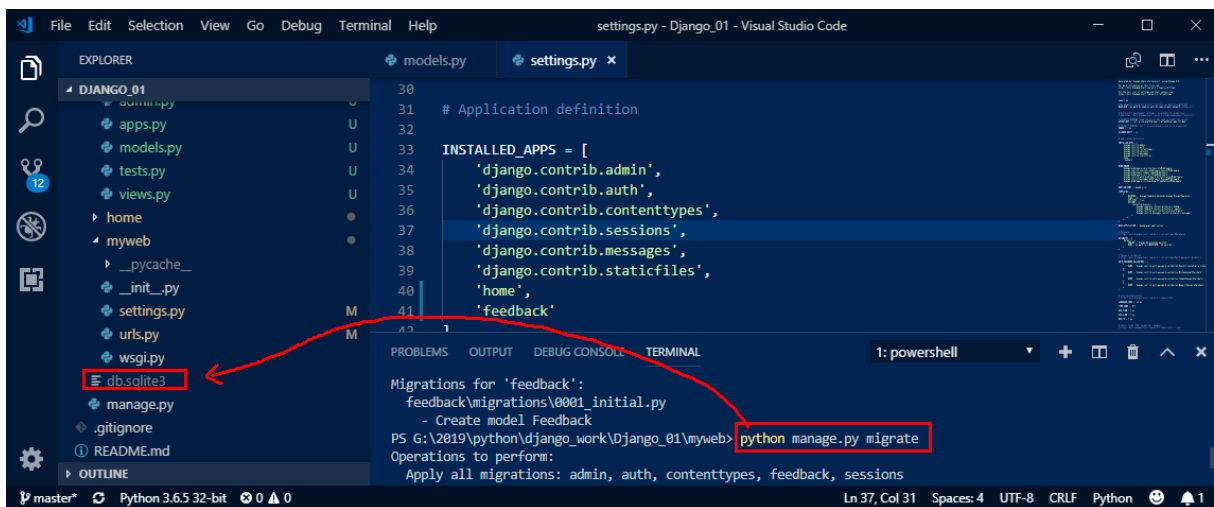 File Edit Selection View Go Debug Terminal Help settings.py - Django_01 - Visual Studio Code
EXPLORER
DJANGO_01
admin.py U
apps.py U
models.py U
tests.py U
views.py U
home
myweb
__pycache__
__init__.py
settings.py M
urls.py M
wsgi.py
db.sqlite3
manage.py
.gitignore
README.md
OUTLINE
12
models.py settings.py
30
31 # Application definition
32
33 INSTALLED_APPS = [
34 'django.contrib.admin',
35 'django.contrib.auth',
36 'django.contrib.contenttypes',
37 'django.contrib.sessions',
38 'django.contrib.messages',
39 'django.contrib.staticfiles',
40 'home',
41 'feedback'
42 ]
PROBLEMS OUTPUT DEBUG CONSOLE TERMINAL 1: powershell
Migrations for 'feedback':
feedback\migrations\0001_initial.py
- Create model Feedback
PS G:\2019\python\django_work\Django_01\myweb> python manage.py migrate
Operations to perform:
Apply all migrations: admin, auth, contenttypes, feedback, sessions
master* Python 3.6.5 32-bit 0 0 Ln 37, Col 31 Spaces: 4 UTF-8 CRLF Python 1